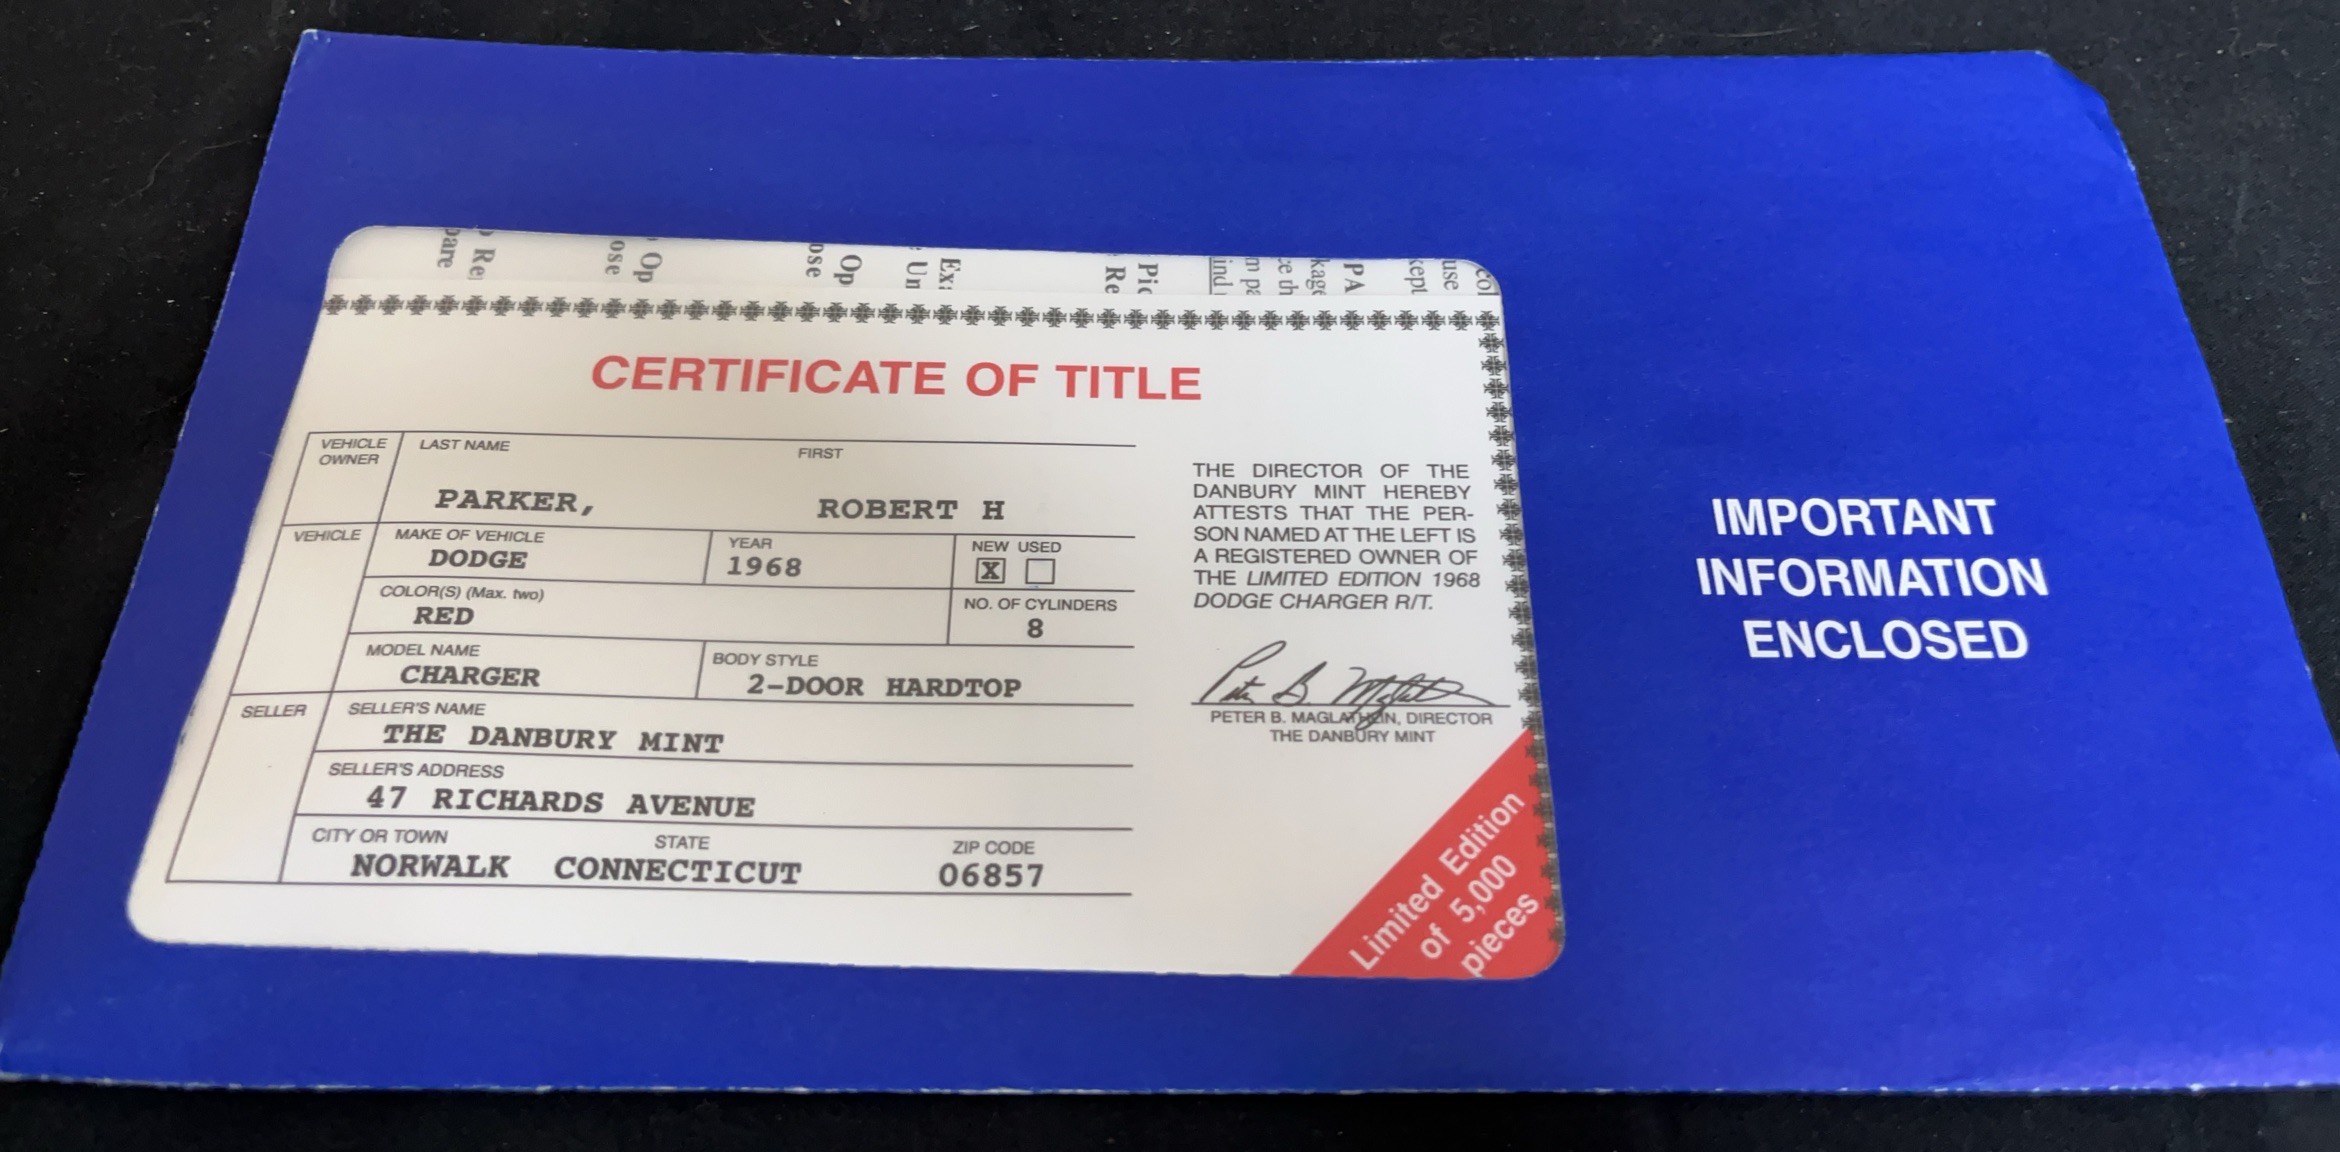 CERTIFICATE OF TITLE
VEHICLE OWNER
LAST NAME FIRST
PARKER, ROBERT H
VEHICLE
MAKE OF VEHICLE YEAR NEW USED
DODGE 1968 X
COLOR(S) (Max. two) NO. OF CYLINDERS
RED 8
MODEL NAME BODY STYLE
CHARGER 2-DOOR HARDTOP
SELLER
SELLER'S NAME
THE DANBURY MINT
SELLER'S ADDRESS
47 RICHARDS AVENUE
CITY OR TOWN STATE ZIP CODE
NORWALK CONNECTICUT 06857
THE DIRECTOR OF THE
DANBURY MINT HEREBY
ATTESTS THAT THE PER-
SON NAMED AT THE LEFT IS
A REGISTERED OWNER OF
THE LIMITED EDITION 1968
DODGE CHARGER R/T.
PETER B. MAGLATHLIN, DIRECTOR
THE DANBURY MINT
Limited Edition
of 5,000
pieces
IMPORTANT
INFORMATION
ENCLOSED